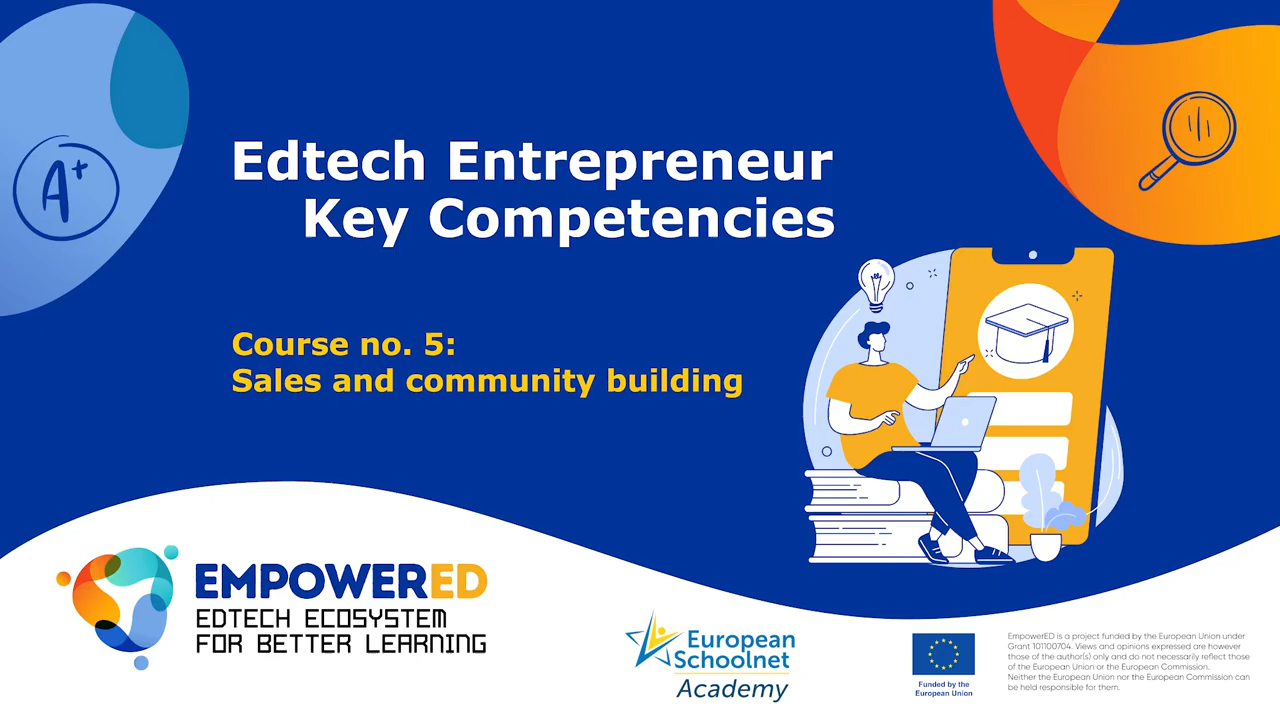 A+
Edtech Entrepreneur
Key Competencies
Course no. 5:
Sales and community building
EMPOWERED
EDTECH ECOSYSTEM
FOR BETTER LEARNING
European
Schoolnet
Academy
Funded by the
European Union
EmpowerED is a project funded by the European Union under
Grant 101100704. Views and opinions expressed are however
those of the author(s) only and do not necessarily reflect those
of the European Union or the European Commission.
Neither the European Union nor the European Commission can
be held responsible for them.